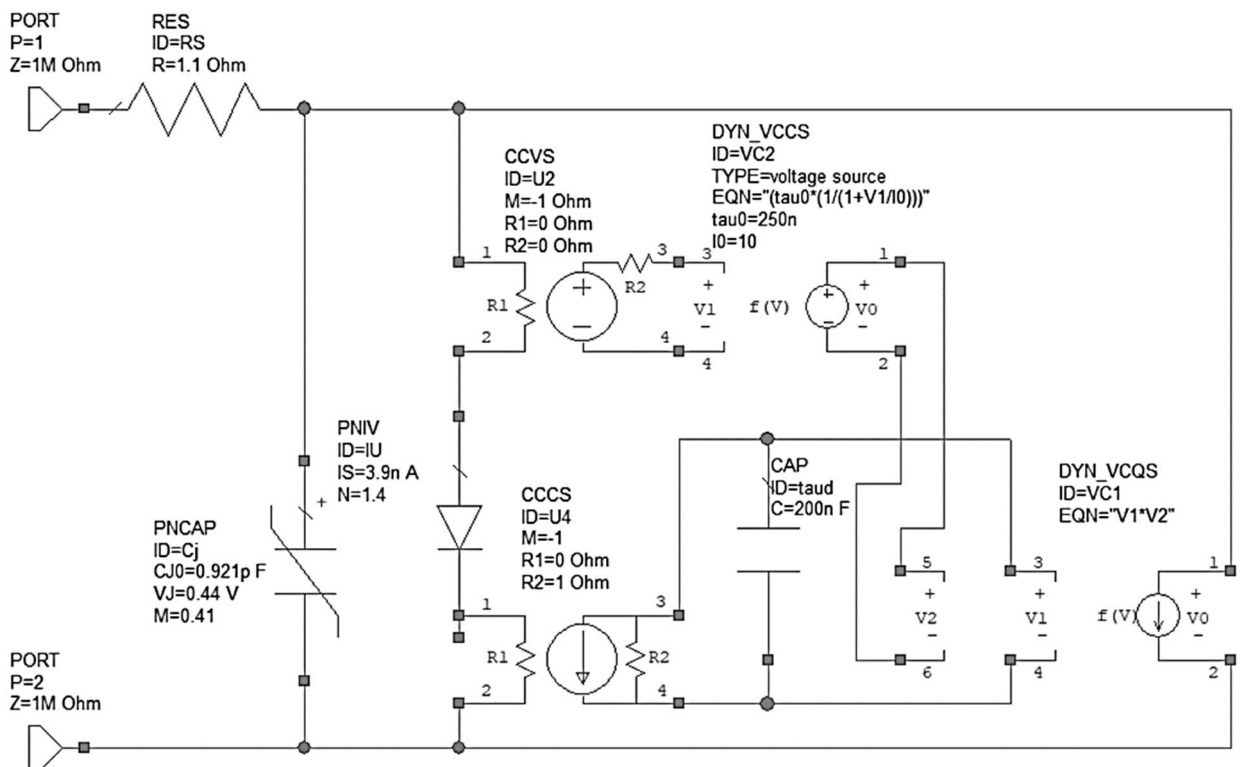 PORT
P=1
Z=1M Ohm
RES
ID=RS
R=1.1 Ohm
CCVS
ID=U2
M=-1 Ohm
R1=0 Ohm
R2=0 Ohm
DYN_VCCS
ID=VC2
TYPE=voltage source
EQN="(tau0*(1/(1+V1/I0)))"
tau0=250n
I0=10
1
R1
2
+
−
R2
3
4
3
+
V1
-
4
f(V)
+
−
1
+
V0
-
2
PNIV
ID=IU
IS=3.9n A
N=1.4
PNCAP
ID=Cj
CJ0=0.921p F
VJ=0.44 V
M=0.41
+
CCCS
ID=U4
M=-1
R1=0 Ohm
R2=1 Ohm
1
R1
2
R2
3
4
CAP
ID=taud
C=200n F
DYN_VCQS
ID=VC1
EQN="V1*V2"
5
+
V2
-
6
3
+
V1
-
4
f(V)
1
+
V0
-
2
PORT
P=2
Z=1M Ohm